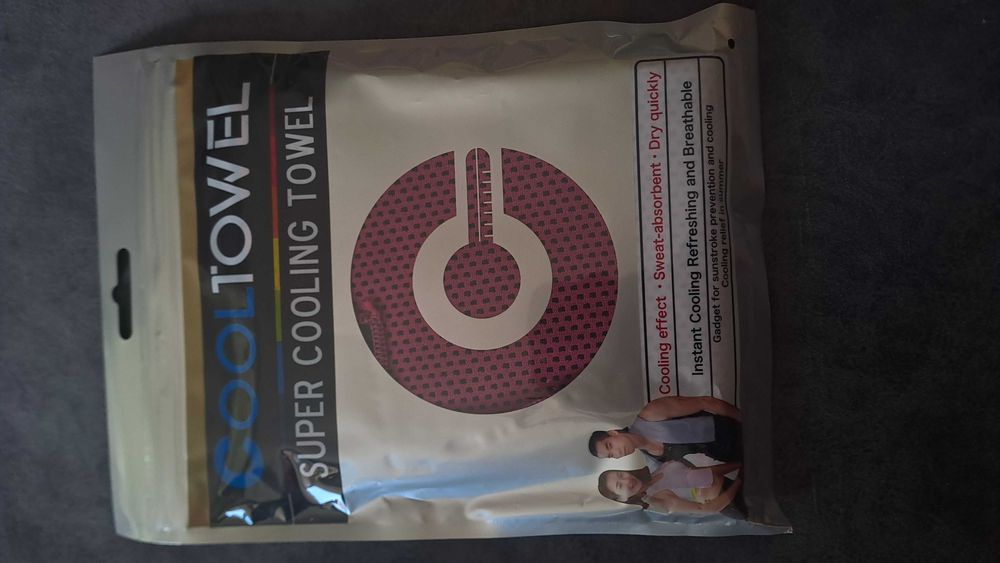 COOLTOWEL
SUPER COOLING TOWEL
Cooling effect · Sweat-absorbent · Dry quickly
Instant Cooling Refreshing and Breathable
Gadget for sunstroke prevention and cooling
Cooling relief in summer